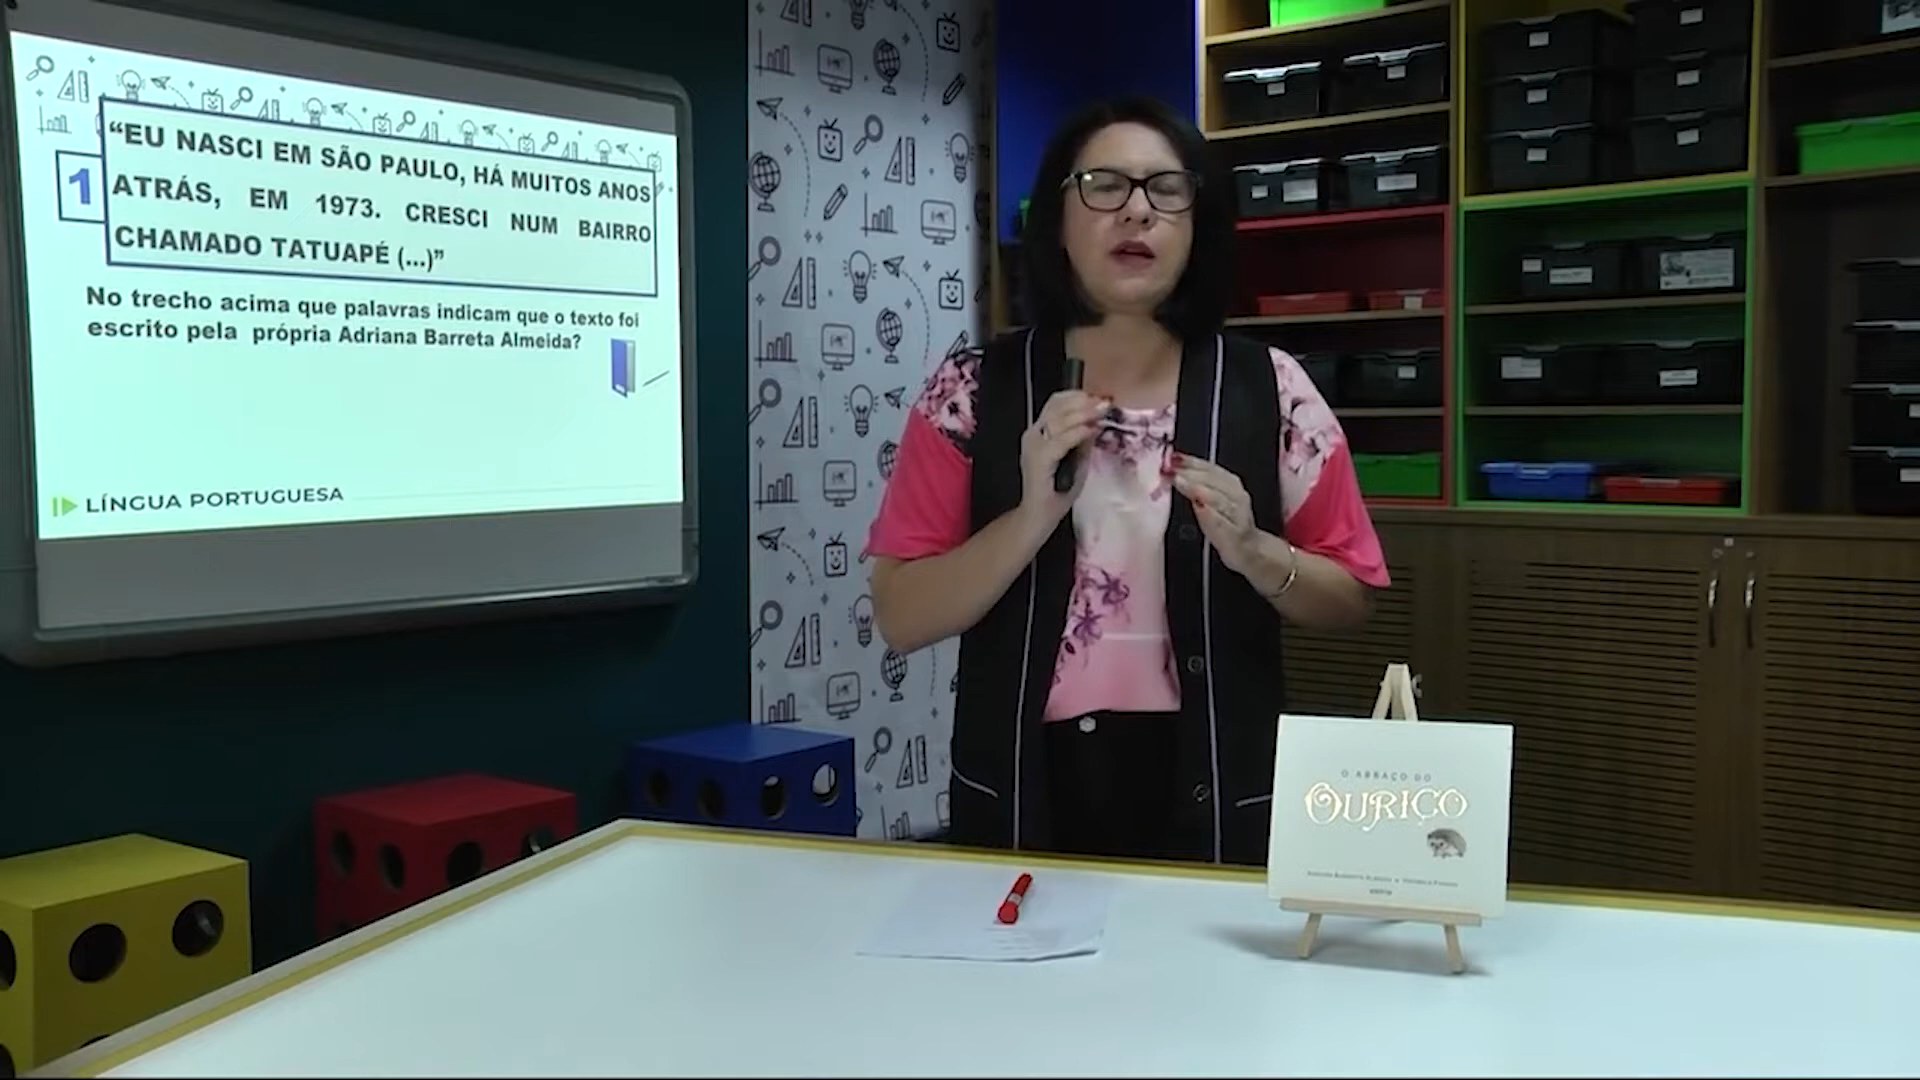 “EU NASCI EM SÃO PAULO, HÁ MUITOS ANOS
1 ATRÁS, EM 1973. CRESCI NUM BAIRRO
CHAMADO TATUAPÉ (...)”
No trecho acima que palavras indicam que o texto foi
escrito pela própria Adriana Barreta Almeida?
LÍNGUA PORTUGUESA
O ABRAÇO DO
OURIÇO